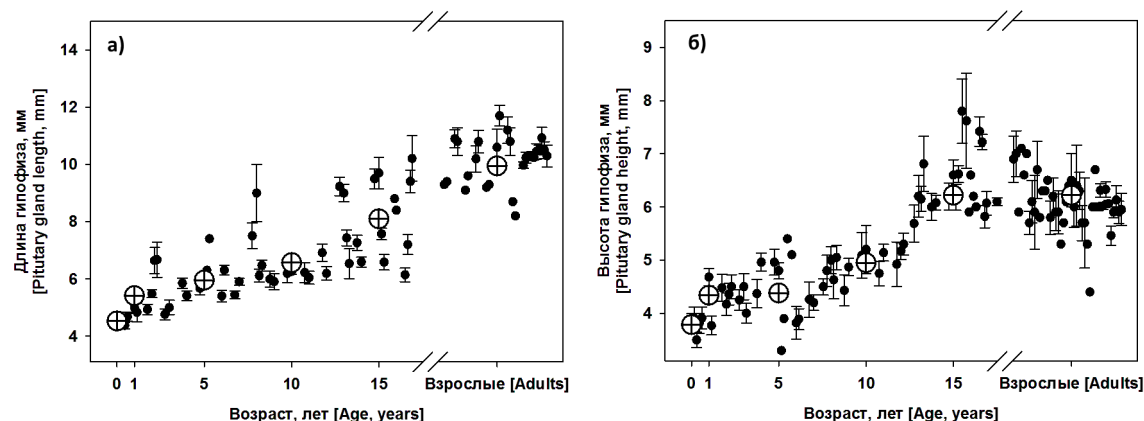 а)
Длина гипофиза, мм
[Pitutary gland length, mm]
14
12
10
8
6
4
0 1 5 10 15 Взрослые [Adults]
Возраст, лет [Age, years]
б)
Высота гипофиза, мм
[Pitutary gland height, mm]
9
8
7
6
5
4
0 1 5 10 15 Взрослые [Adults]
Возраст, лет [Age, years]